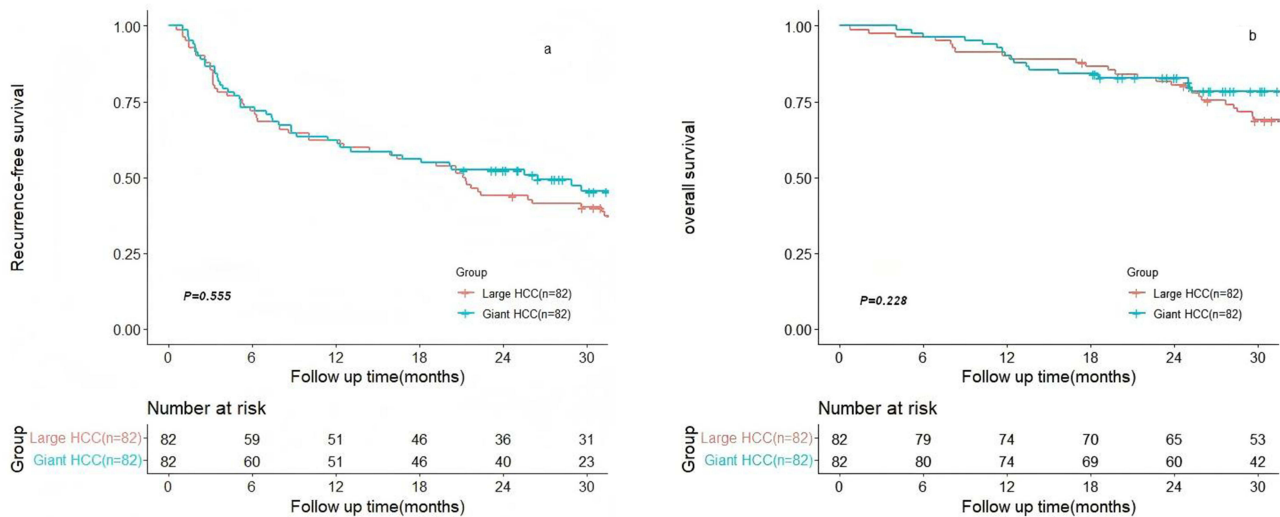 a
Recurrence-free survival
1.00
0.75
0.50
0.25
0.00
P=0.555
Group
Large HCC(n=82)
Giant HCC(n=82)
0 6 12 18 24 30
Follow up time(months)
Number at risk
Group
Large HCC(n=82) 82 59 51 46 36 31
Giant HCC(n=82) 82 60 51 46 40 23
0 6 12 18 24 30
Follow up time(months)
b
overall survival
1.00
0.75
0.50
0.25
0.00
P=0.228
Group
Large HCC(n=82)
Giant HCC(n=82)
0 6 12 18 24 30
Follow up time(months)
Number at risk
Group
Large HCC(n=82) 82 79 74 70 65 53
Giant HCC(n=82) 82 80 74 69 60 42
0 6 12 18 24 30
Follow up time(months)